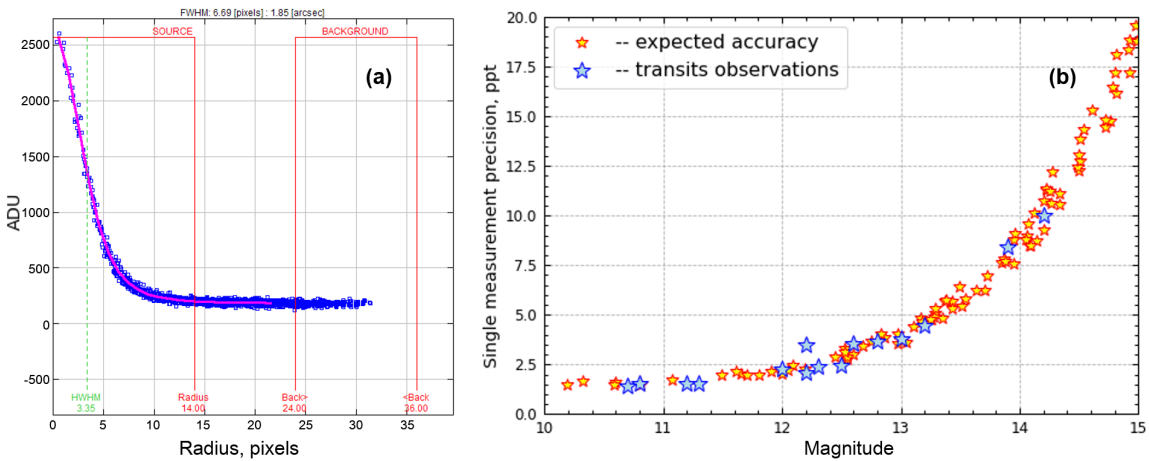 FWHM: 6.69 [pixels] : 1.85 [arcsec]
SOURCE
BACKGROUND
(a)
2500
2000
1500
1000
500
0
-500
ADU
HWHM
3.35
Radius
14.00
Back>
24.00
<Back
36.00
0 5 10 15 20 25 30 35
Radius, pixels
20.0
17.5
15.0
12.5
10.0
7.5
5.0
2.5
0.0
Single measurement precision, ppt
-- expected accuracy
-- transits observations
(b)
10 11 12 13 14 15
Magnitude